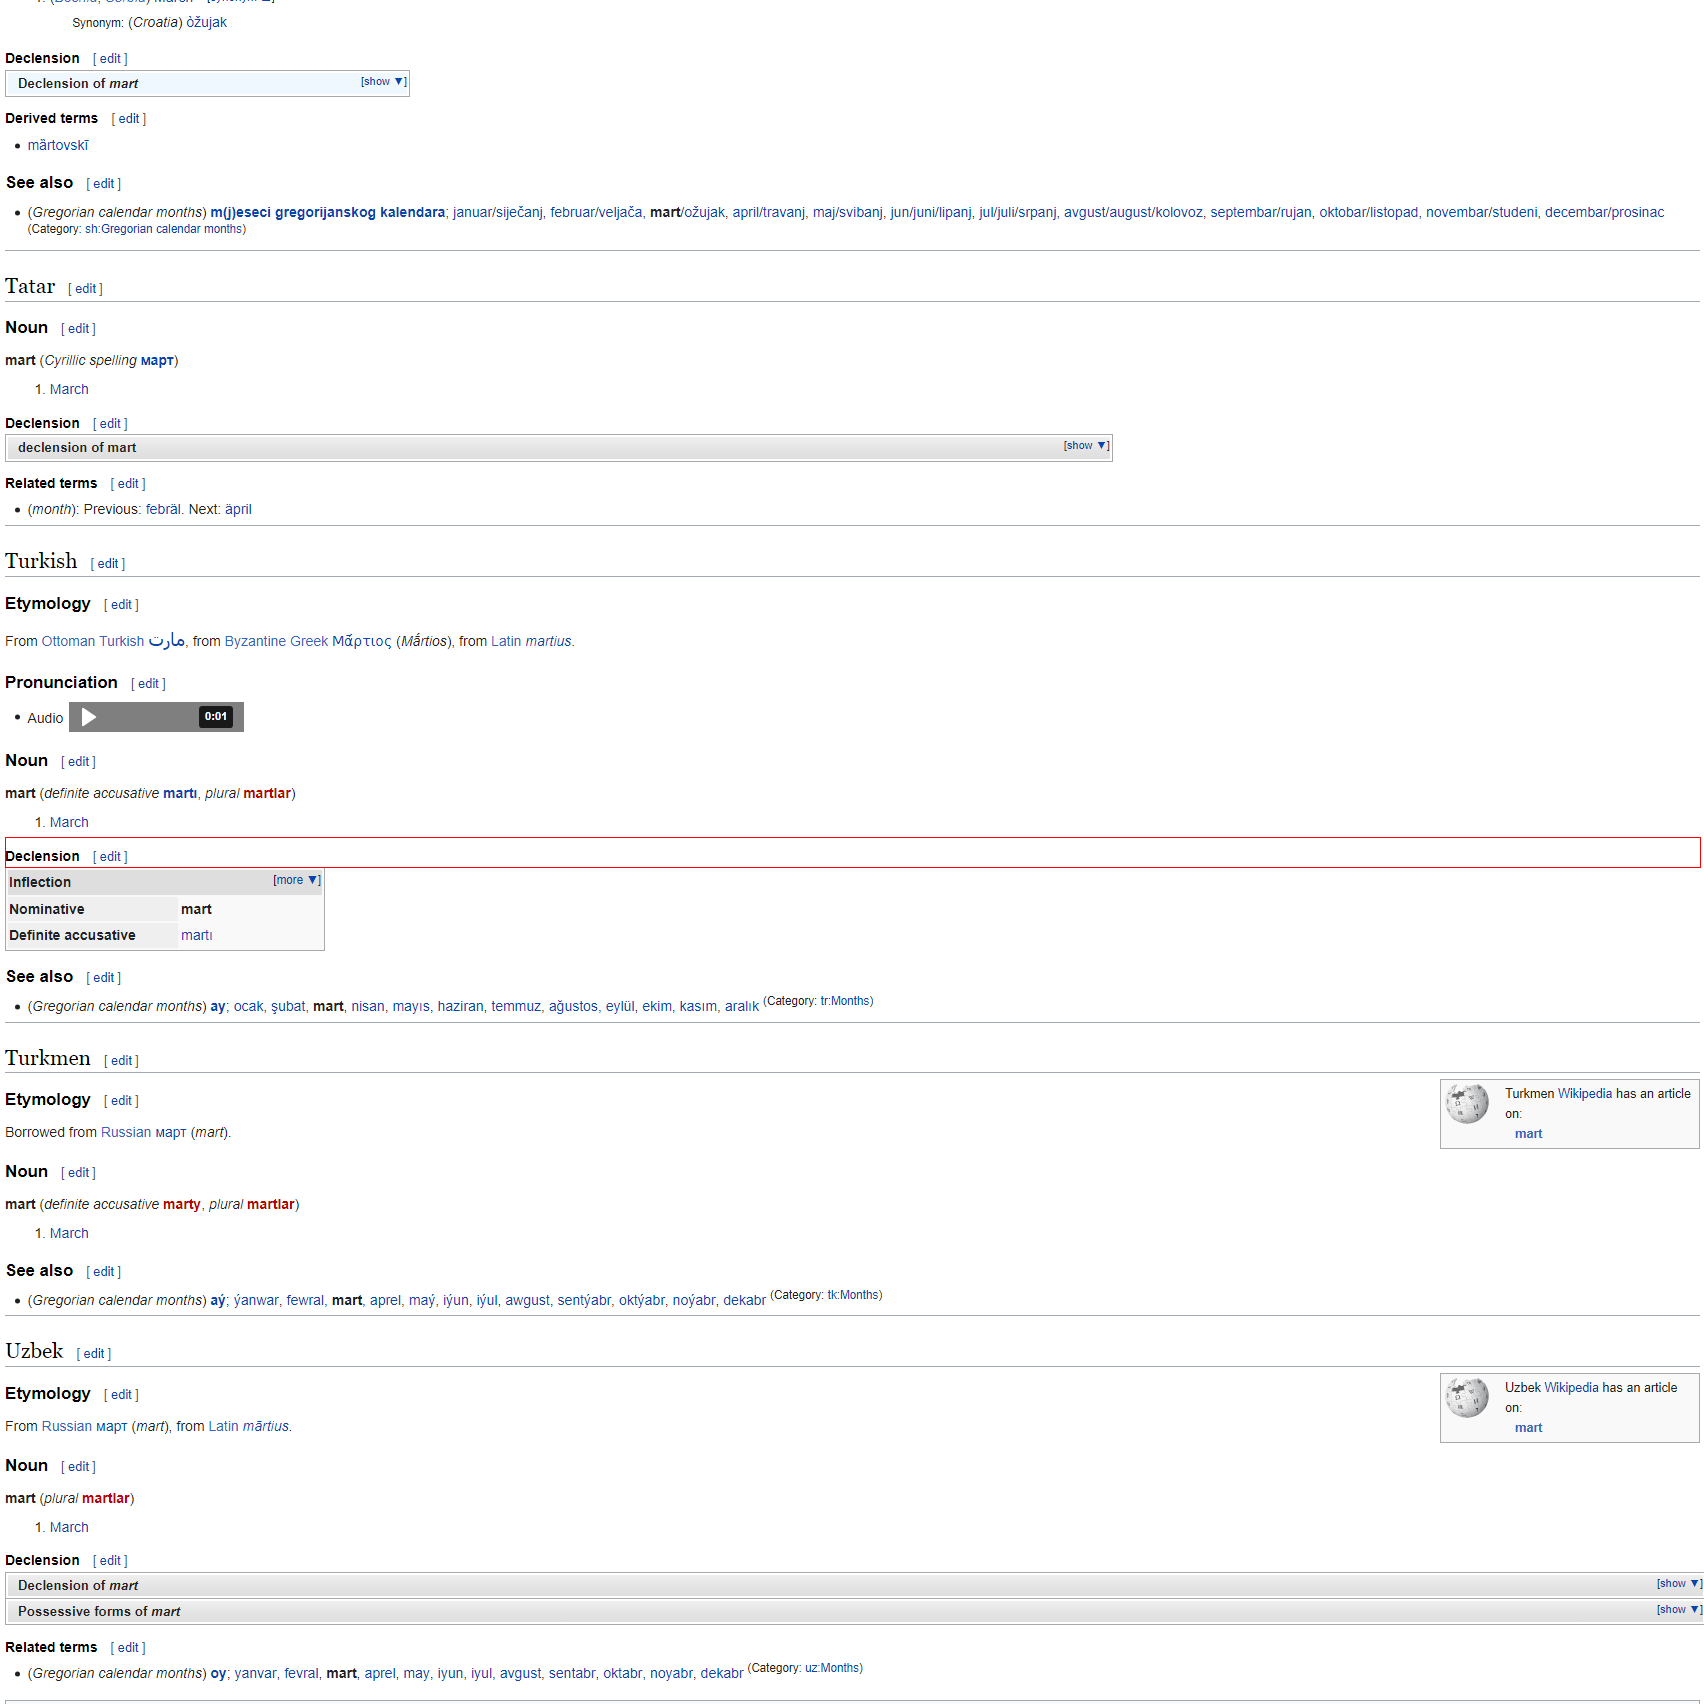 Synonym: (Croatia) òžujak
Declension [ edit ]
Declension of mart [show ▼]
Derived terms [ edit ]
• mȁrtovskī
See also [ edit ]
• (Gregorian calendar months) m(j)eseci gregorijanskog kalendara; januar/siječanj, februar/veljača, mart/ožujak, april/travanj, maj/svibanj, jun/juni/lipanj, jul/juli/srpanj, avgust/august/kolovoz, septembar/rujan, oktobar/listopad, novembar/studeni, decembar/prosinac
(Category: sh:Gregorian calendar months)
Tatar [ edit ]
Noun [ edit ]
mart (Cyrillic spelling март)
1. March
Declension [ edit ]
declension of mart [show ▼]
Related terms [ edit ]
• (month): Previous: febräl. Next: äpril
Turkish [ edit ]
Etymology [ edit ]
From Ottoman Turkish مارت, from Byzantine Greek Μᾰ́ρτιος (Mắrtios), from Latin martius.
Pronunciation [ edit ]
• Audio 0:01
Noun [ edit ]
mart (definite accusative martı, plural martlar)
1. March
Declension [ edit ]
Inflection [more ▼]
Nominative mart
Definite accusative martı
See also [ edit ]
• (Gregorian calendar months) ay; ocak, şubat, mart, nisan, mayıs, haziran, temmuz, ağustos, eylül, ekim, kasım, aralık (Category: tr:Months)
Turkmen [ edit ]
Etymology [ edit ]
Borrowed from Russian март (mart).
Turkmen Wikipedia has an article
on:
mart
Noun [ edit ]
mart (definite accusative marty, plural martlar)
1. March
See also [ edit ]
• (Gregorian calendar months) aý; ýanwar, fewral, mart, aprel, maý, iýun, iýul, awgust, sentýabr, oktýabr, noýabr, dekabr (Category: tk:Months)
Uzbek [ edit ]
Etymology [ edit ]
From Russian март (mart), from Latin mārtius.
Uzbek Wikipedia has an article
on:
mart
Noun [ edit ]
mart (plural martlar)
1. March
Declension [ edit ]
Declension of mart [show ▼]
Possessive forms of mart [show ▼]
Related terms [ edit ]
• (Gregorian calendar months) oy; yanvar, fevral, mart, aprel, may, iyun, iyul, avgust, sentabr, oktabr, noyabr, dekabr (Category: uz:Months)